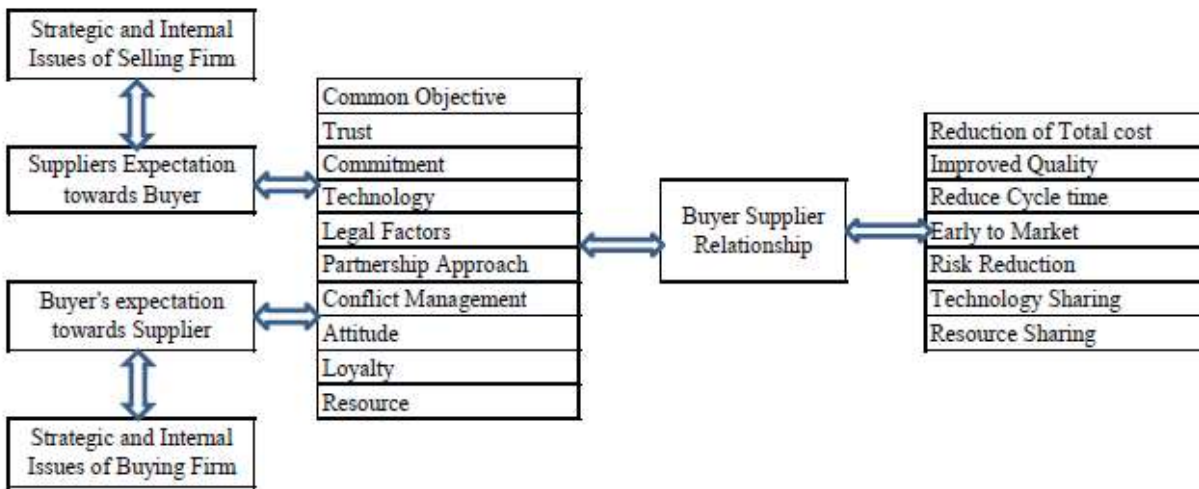 Strategic and Internal
Issues of Selling Firm
Suppliers Expectation
towards Buyer
Buyer's expectation
towards Supplier
Strategic and Internal
Issues of Buying Firm
Common Objective
Trust
Commitment
Technology
Legal Factors
Partnership Approach
Conflict Management
Attitude
Loyalty
Resource
Buyer Supplier
Relationship
Reduction of Total cost
Improved Quality
Reduce Cycle time
Early to Market
Risk Reduction
Technology Sharing
Resource Sharing